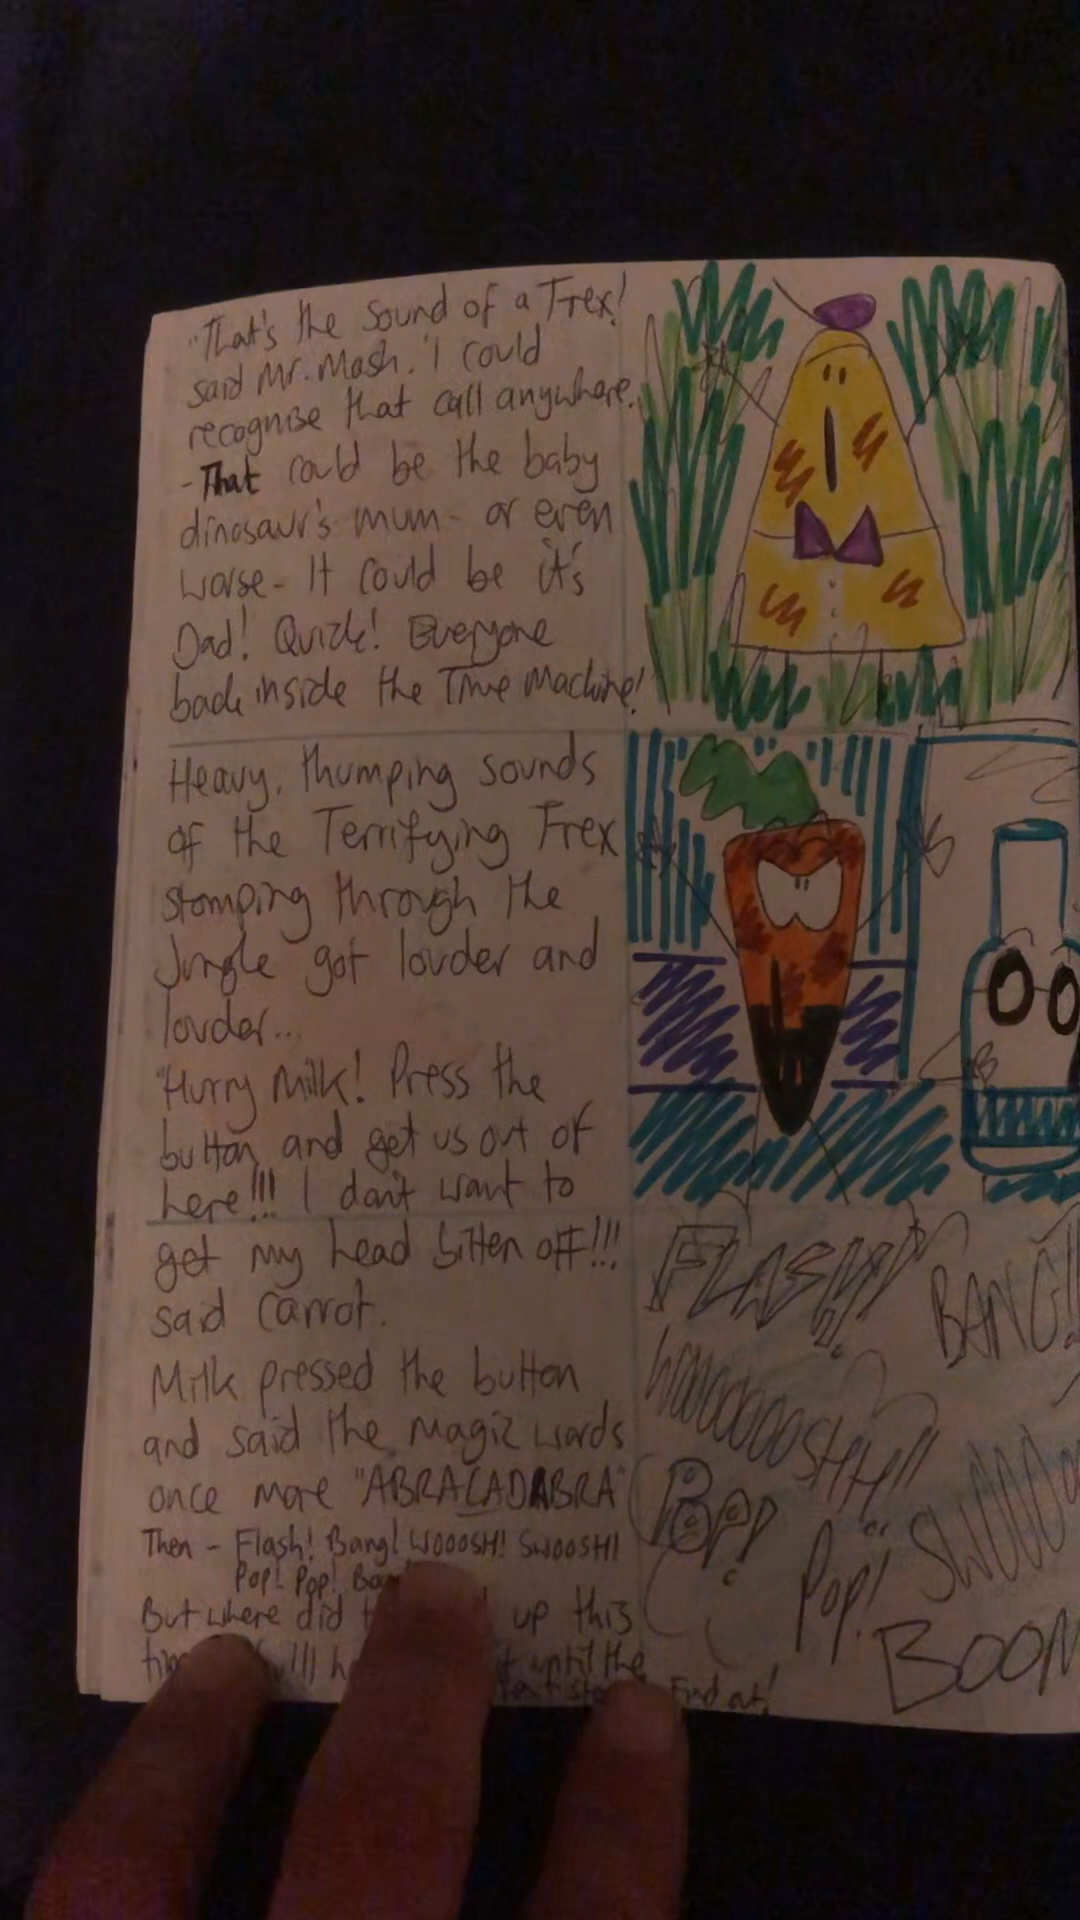 "That's the sound of a T-rex!
said Mr. Mash. 'I could
recognise that call anywhere.
- That could be the baby
dinosaur's mum - or even
worse - It could be it's
Dad! Quick! Everyone
back inside the Time Machine!
Heavy, thumping sounds
of the Terrifying Trex
stomping through the
Jungle got louder and
louder...
"Hurry Milk! Press the
button and get us out of
here!!! I don't want to
get my head bitten off!!!
said Carrot.
Milk pressed the button
and said the magic words
once more "ABRACADABRA"
Then - Flash! Bang! WOOOSH! SWOOSH!
Pop! Pop!
But where did up this
until the
Find out!
FLASH!!
BANG!!
WOOOOOOSHH!!
POP!
or
Pop!
BOOM